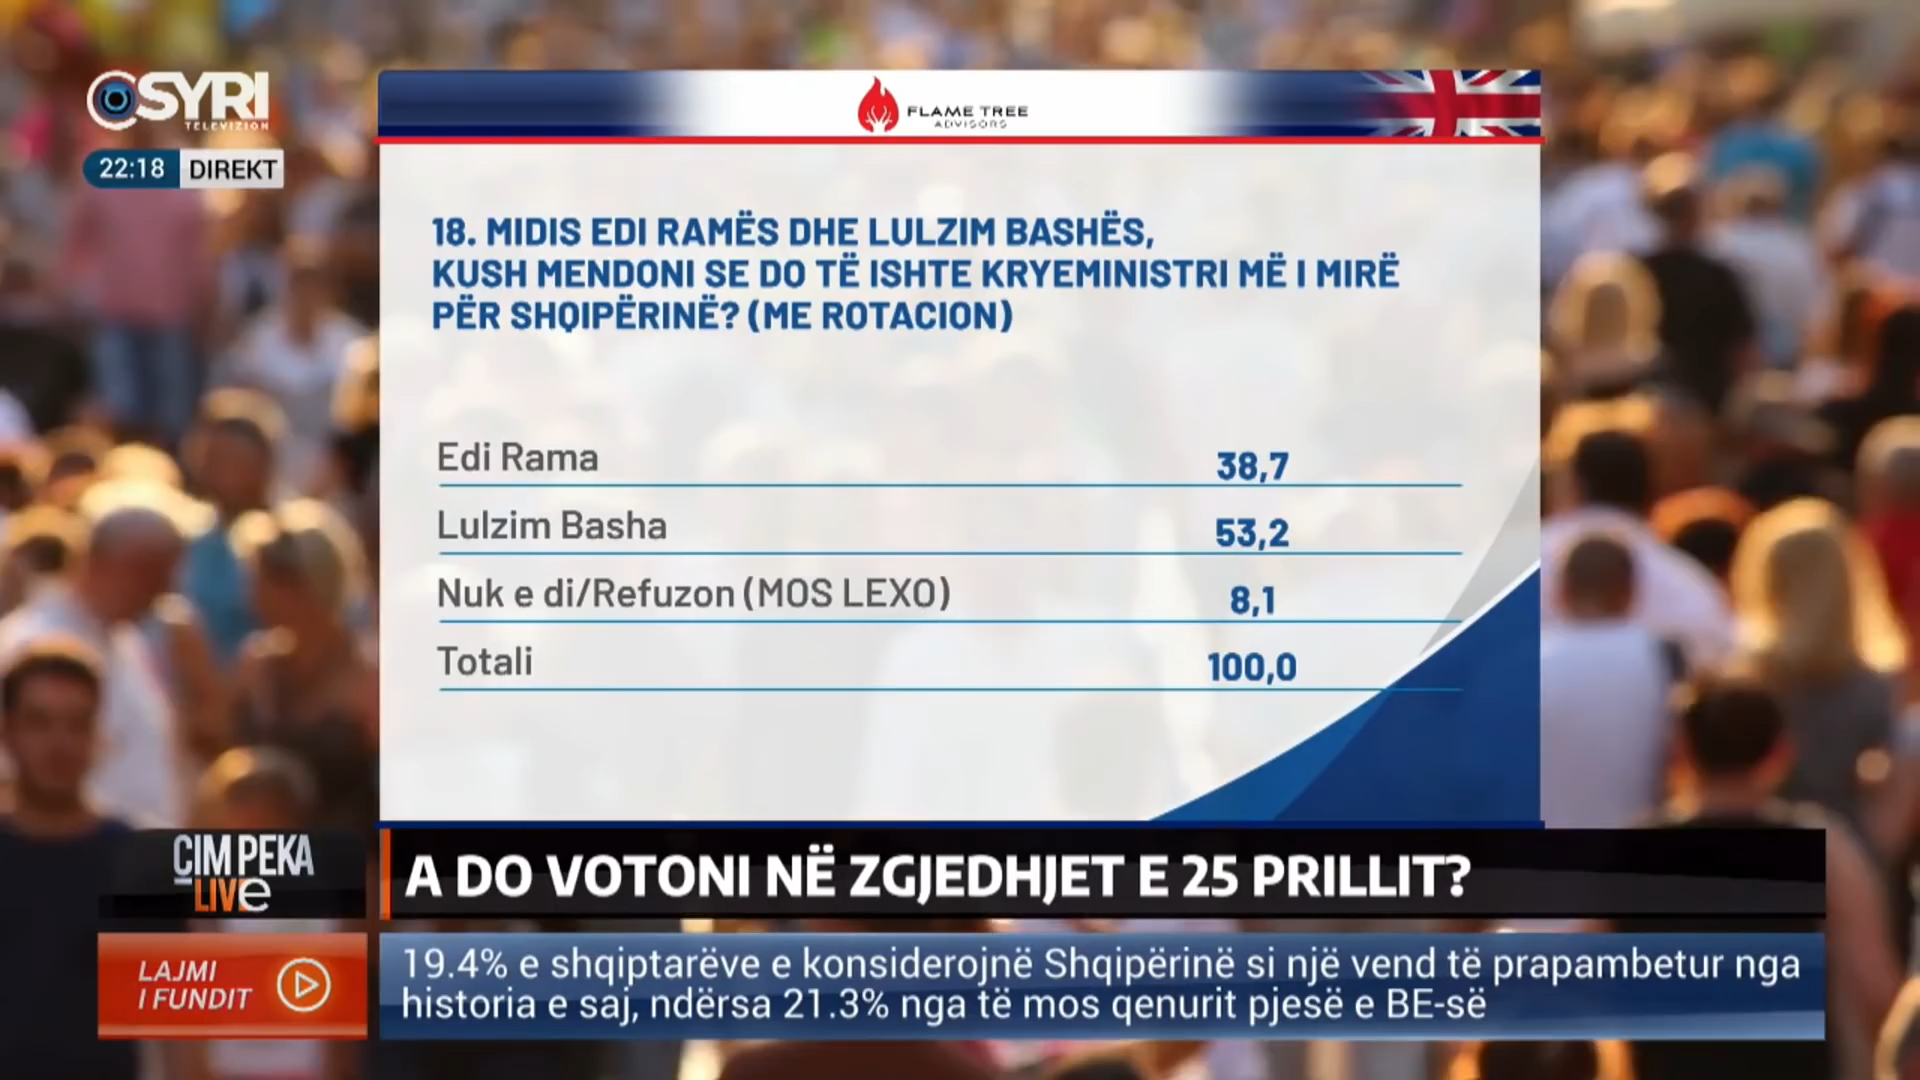 SYRI
TELEVIZION
22:18 DIREKT
FLAME TREE
ADVISORS
18. MIDIS EDI RAMËS DHE LULZIM BASHËS,
KUSH MENDONI SE DO TË ISHTE KRYEMINISTRI MË I MIRË
PËR SHQIPËRINË? (ME ROTACION)
Edi Rama 38,7
Lulzim Basha 53,2
Nuk e di/Refuzon (MOS LEXO) 8,1
Totali 100,0
ÇIM PEKA
LIVE
A DO VOTONI NË ZGJEDHJET E 25 PRILLIT?
LAJMI
I FUNDIT
19.4% e shqiptarëve e konsiderojnë Shqipërinë si një vend të prapambetur nga
historia e saj, ndërsa 21.3% nga të mos qenurit pjesë e BE-së